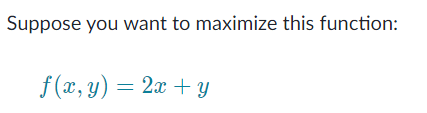 Suppose you want to maximize this function:
f(x, y) = 2x + y